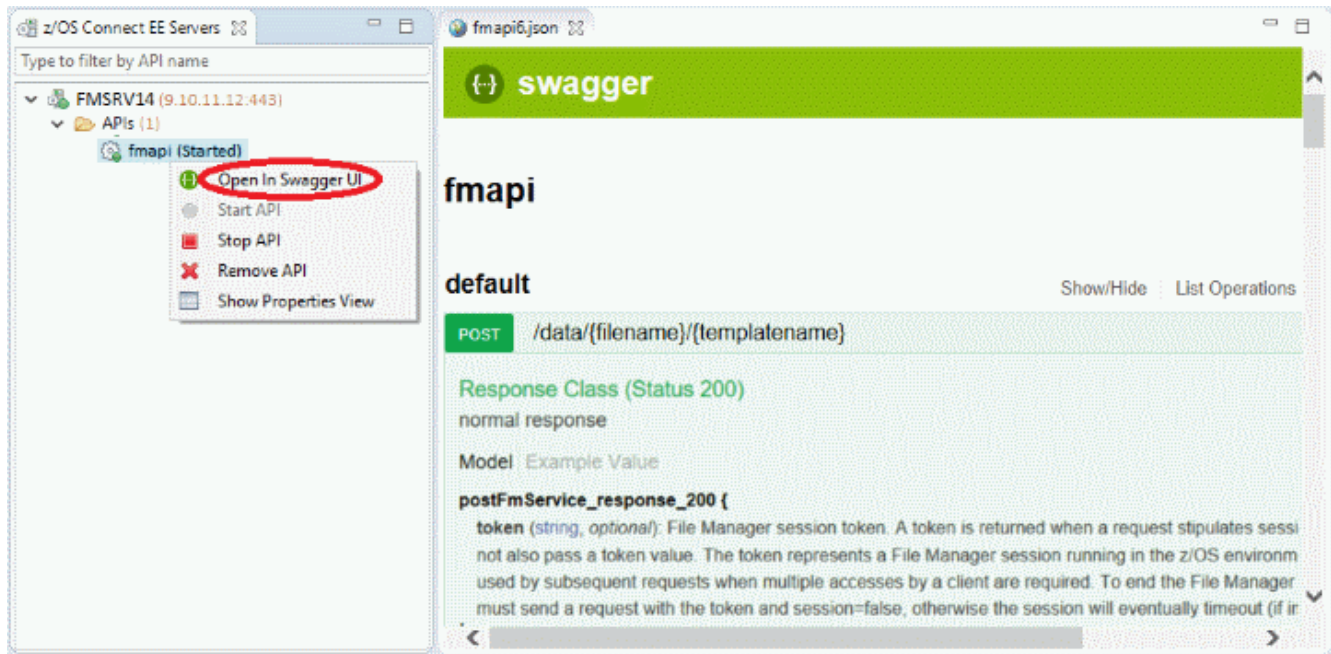 z/OS Connect EE Servers
Type to filter by API name
FMSRV14 (9.10.11.12:443)
APIs (1)
fmapi (Started)
Open In Swagger UI
Start API
Stop API
Remove API
Show Properties View
fmapi6.json
{··} swagger
fmapi
default
Show/Hide List Operations
POST /data/{filename}/{templatename}
Response Class (Status 200)
normal response
Model Example Value
postFmService_response_200 {
token (string, optional): File Manager session token. A token is returned when a request stipulates sessi
not also pass a token value. The token represents a File Manager session running in the z/OS environm
used by subsequent requests when multiple accesses by a client are required. To end the File Manager
must send a request with the token and session=false, otherwise the session will eventually timeout (if